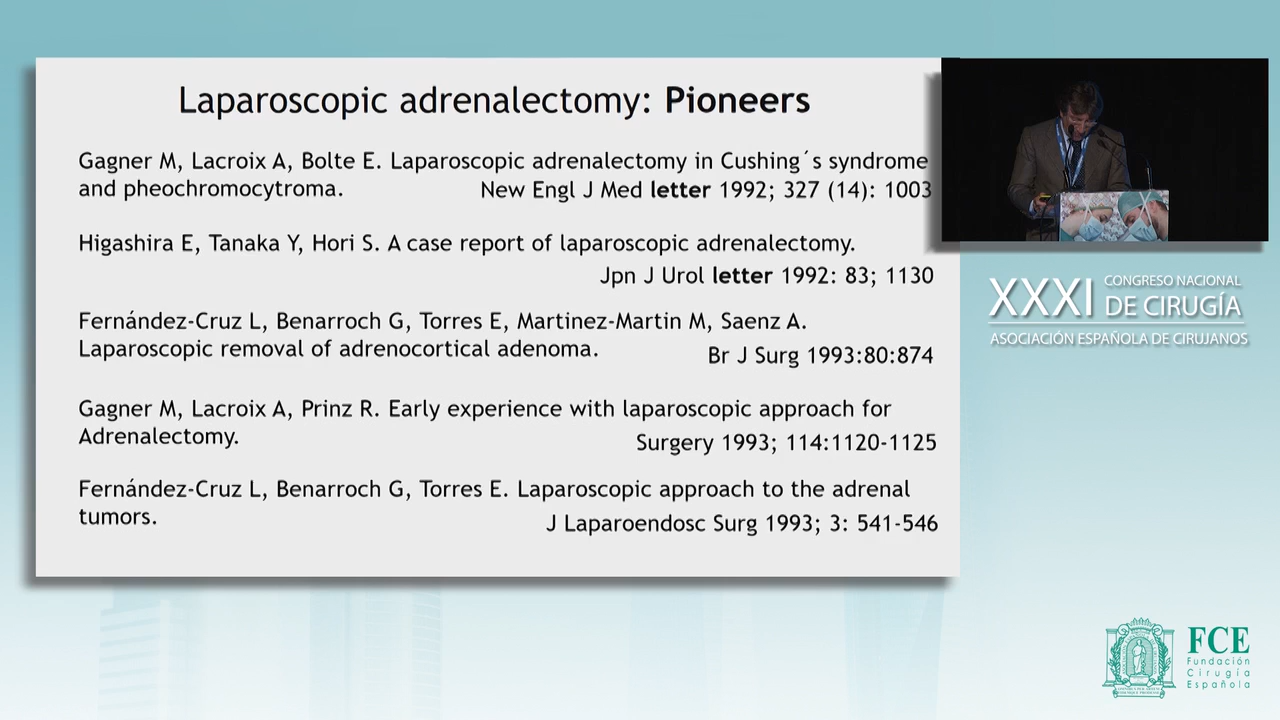 Laparoscopic adrenalectomy: Pioneers
Gagner M, Lacroix A, Bolte E. Laparoscopic adrenalectomy in Cushing´s syndrome
and pheochromocytroma.
New Engl J Med letter 1992; 327 (14): 1003
Higashira E, Tanaka Y, Hori S. A case report of laparoscopic adrenalectomy.
Jpn J Urol letter 1992: 83; 1130
Fernández-Cruz L, Benarroch G, Torres E, Martinez-Martin M, Saenz A.
Laparoscopic removal of adrenocortical adenoma.
Br J Surg 1993:80:874
Gagner M, Lacroix A, Prinz R. Early experience with laparoscopic approach for
Adrenalectomy.
Surgery 1993; 114:1120-1125
Fernández-Cruz L, Benarroch G, Torres E. Laparoscopic approach to the adrenal
tumors.
J Laparoendosc Surg 1993; 3: 541-546
XXXI CONGRESO NACIONAL
DE CIRUGÍA
ASOCIACIÓN ESPAÑOLA DE CIRUJANOS
FCE
Fundación
Cirugía
Española